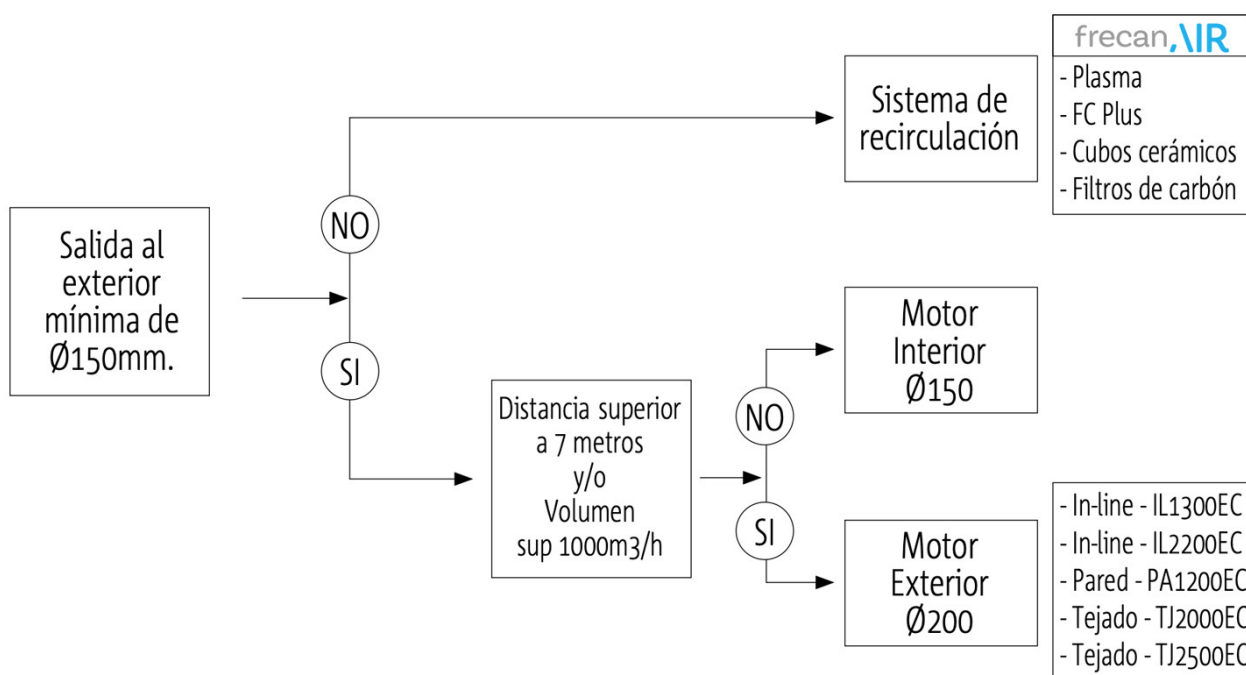 frecan AIR
- Plasma
- FC Plus
- Cubos cerámicos
- Filtros de carbón
Sistema de
recirculación
NO
Salida al
exterior
mínima de
Ø150mm.
SI
Distancia superior
a 7 metros
y/o
Volumen
sup 1000m3/h
NO
Motor
Interior
Ø150
SI
Motor
Exterior
Ø200
- In-line - IL1300EC
- In-line - IL2200EC
- Pared - PA1200EC
- Tejado - TJ2000EC
- Tejado - TJ2500EC